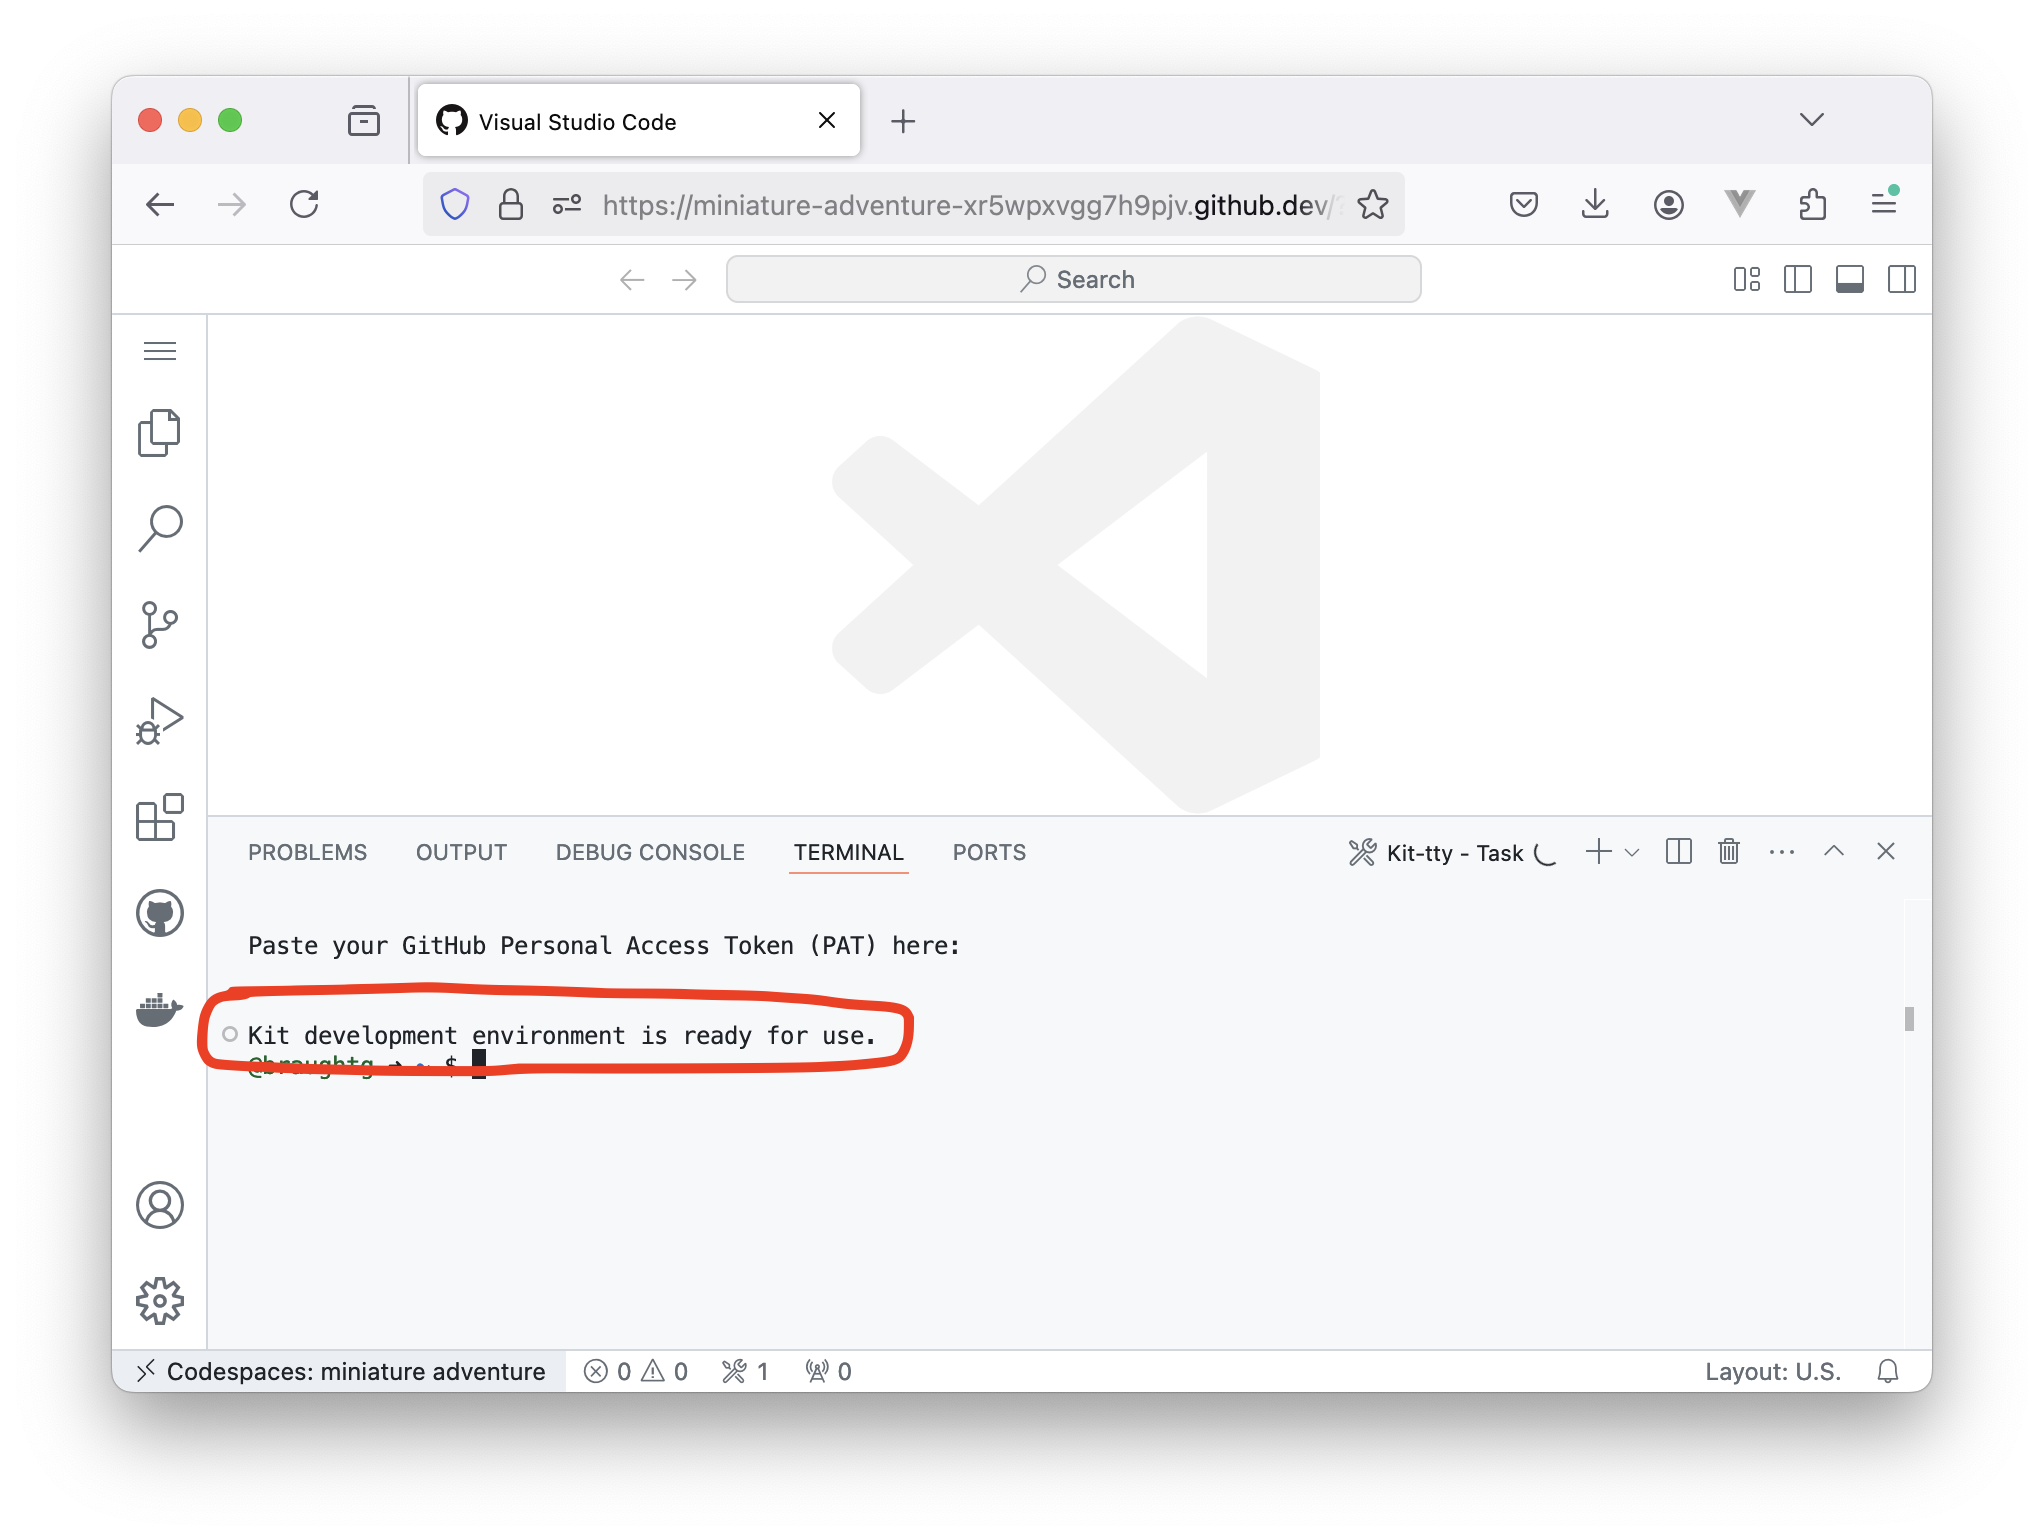 Visual Studio Code
https://miniature-adventure-xr5wpxvgg7h9pjv.github.dev/
Search
PROBLEMS OUTPUT DEBUG CONSOLE TERMINAL PORTS Kit-tty - Task
Paste your GitHub Personal Access Token (PAT) here:
Kit development environment is ready for use.
@braughtg → ~ $
Codespaces: miniature adventure 0 0 1 0 Layout: U.S.